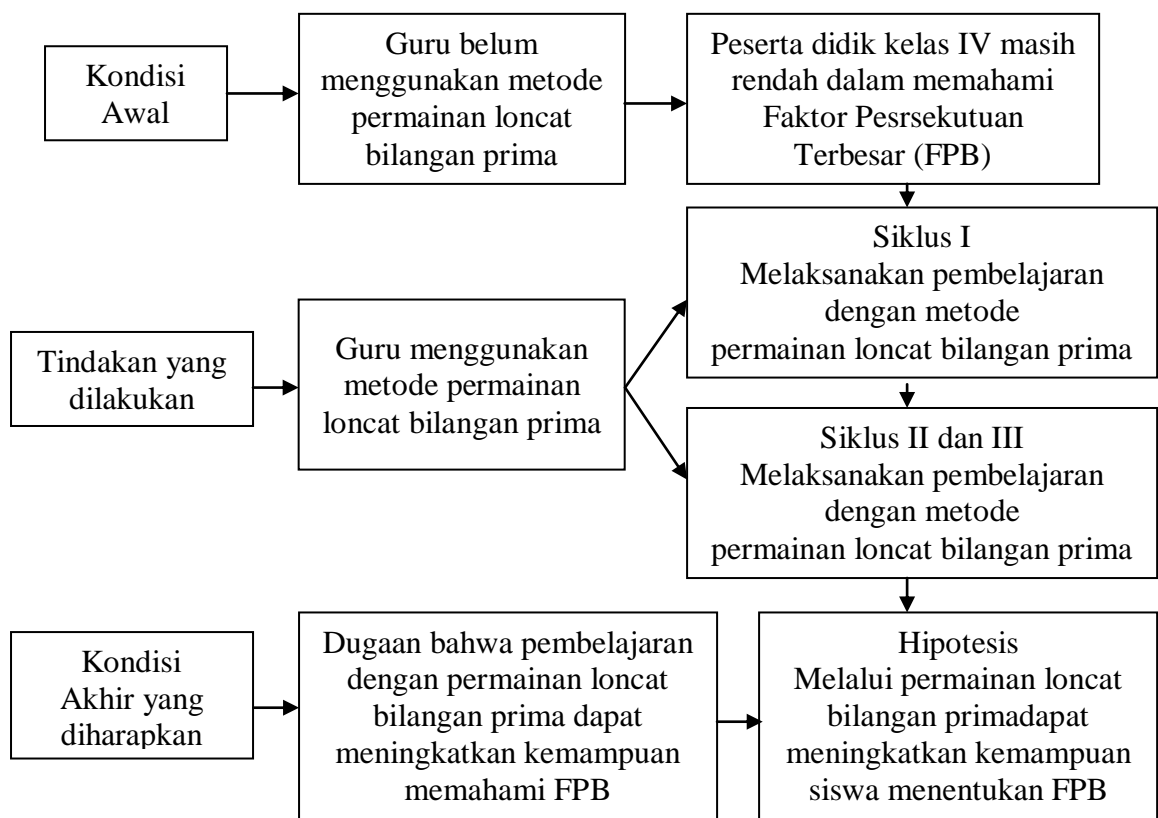 Kondisi
Awal
Guru belum
menggunakan metode
permainan loncat
bilangan prima
Peserta didik kelas IV masih
rendah dalam memahami
Faktor Pesrsekutuan
Terbesar (FPB)
Siklus I
Melaksanakan pembelajaran
dengan metode
permainan loncat bilangan prima
Tindakan yang
dilakukan
Guru menggunakan
metode permainan
loncat bilangan prima
Siklus II dan III
Melaksanakan pembelajaran
dengan metode
permainan loncat bilangan prima
Kondisi
Akhir yang
diharapkan
Dugaan bahwa pembelajaran
dengan permainan loncat
bilangan prima dapat
meningkatkan kemampuan
memahami FPB
Hipotesis
Melalui permainan loncat
bilangan primadapat
meningkatkan kemampuan
siswa menentukan FPB